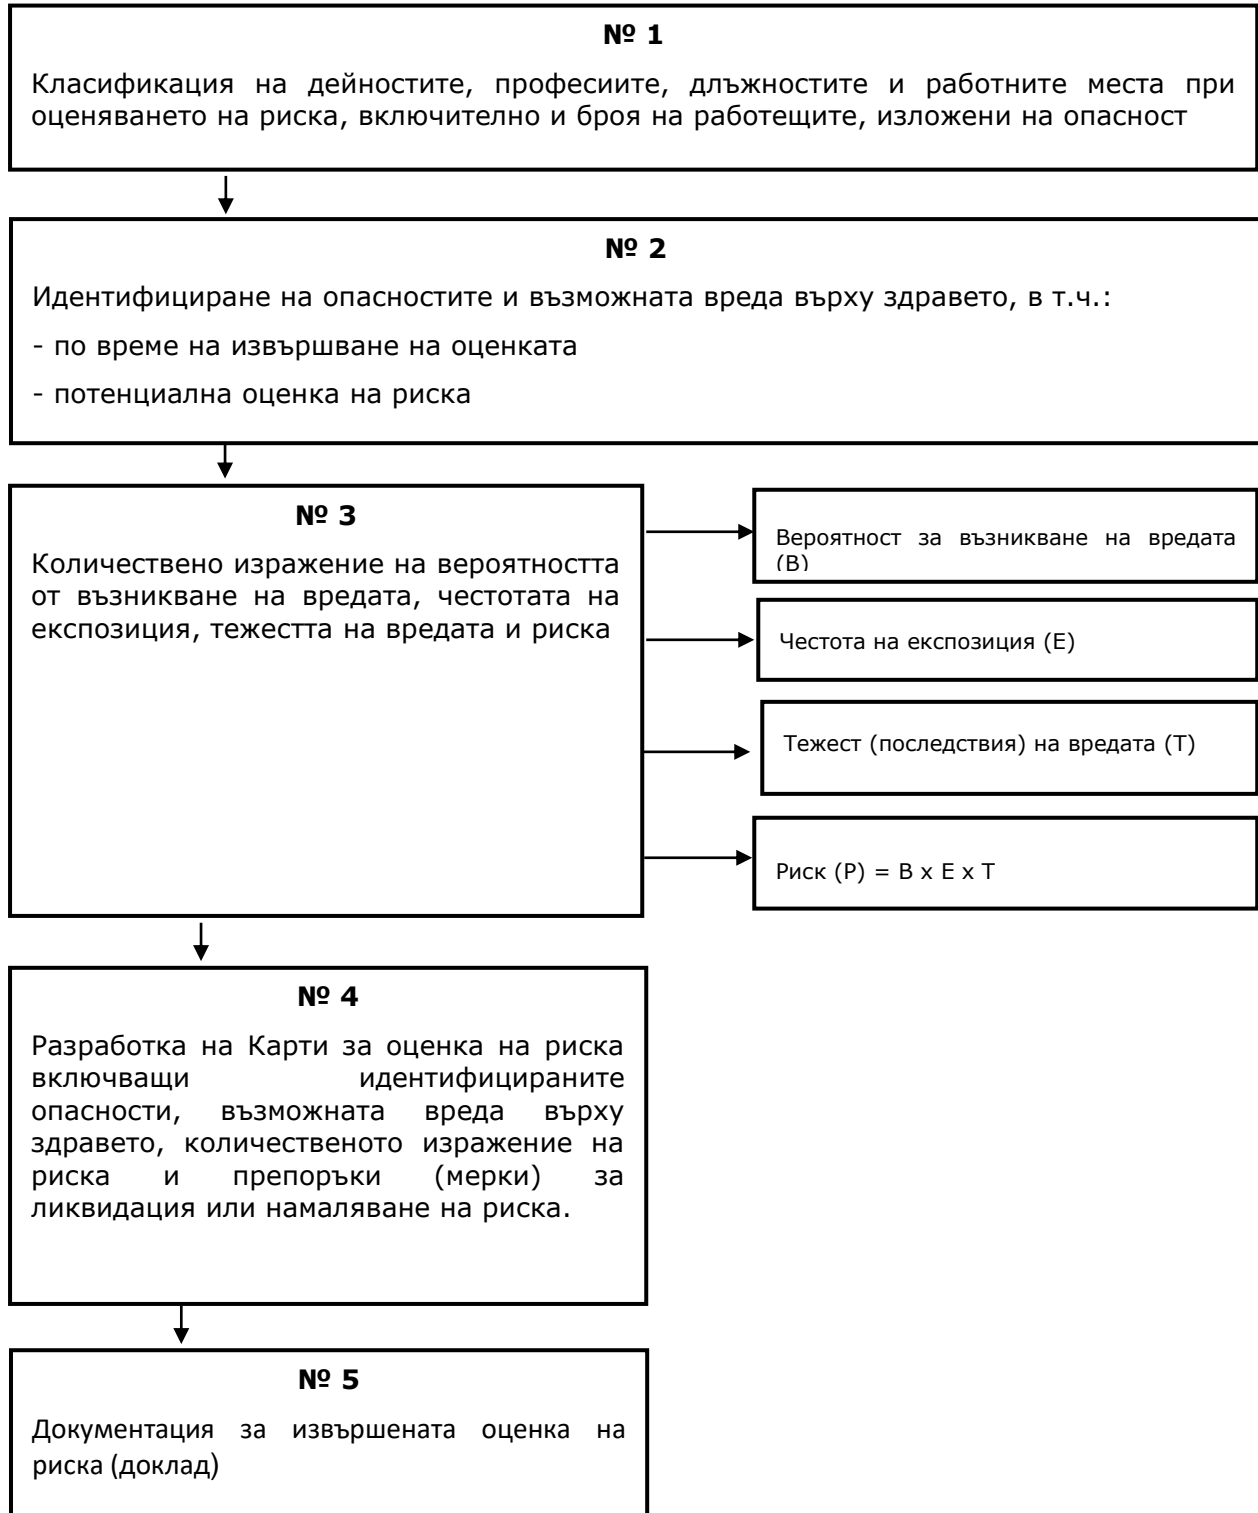 № 1
Класификация на дейностите, професиите, длъжностите и работните места при
оценяването на риска, включително и броя на работещите, изложени на опасност
№ 2
Идентифициране на опасностите и възможната вреда върху здравето, в т.ч.:
- по време на извършване на оценката
- потенциална оценка на риска
№ 3
Количествено изражение на вероятността
от възникване на вредата, честотата на
експозиция, тежестта на вредата и риска
Вероятност за възникване на вредата
(В)
Честота на експозиция (Е)
Тежест (последствия) на вредата (Т)
Риск (Р) = В х Е х Т
№ 4
Разработка на Карти за оценка на риска
включващи идентифицираните
опасности, възможната вреда върху
здравето, количественото изражение на
риска и препоръки (мерки) за
ликвидация или намаляване на риска.
№ 5
Документация за извършената оценка на
риска (доклад)